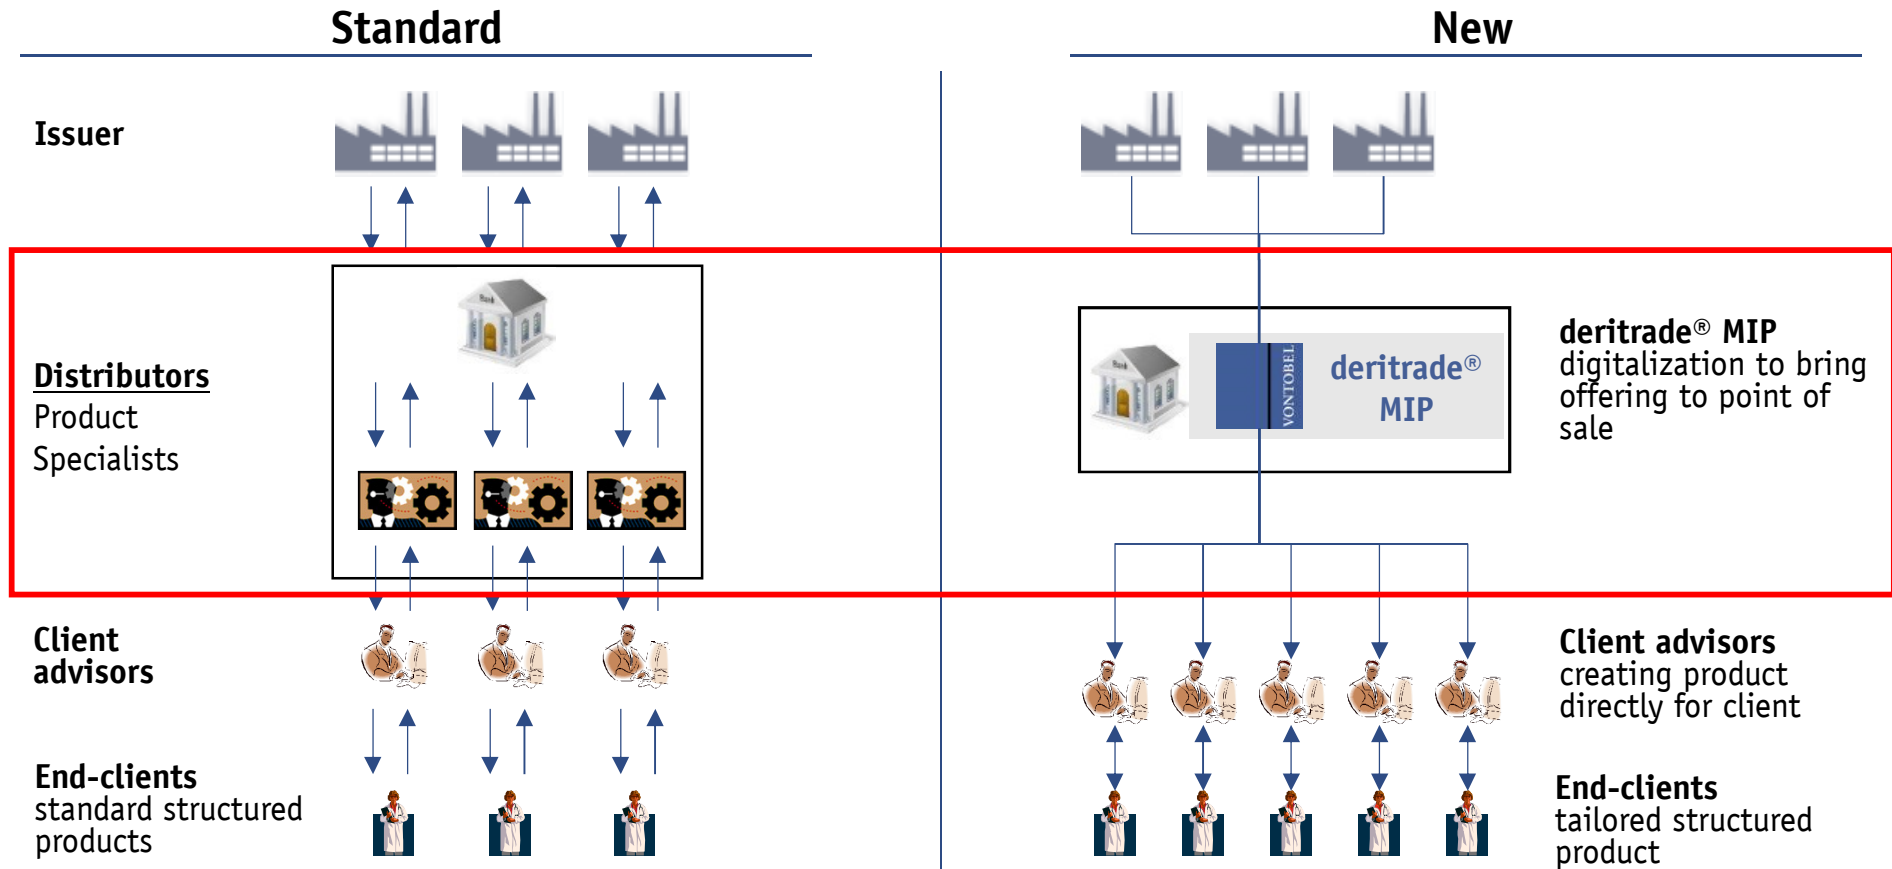 Standard
New
Issuer
Distributors
Product
Specialists
Bank
deritrade® MIP
digitalization to bring
offering to point of
sale
VONTOBEL
deritrade®
MIP
Client
advisors
Client advisors
creating product
directly for client
End-clients
standard structured
products
End-clients
tailored structured
product